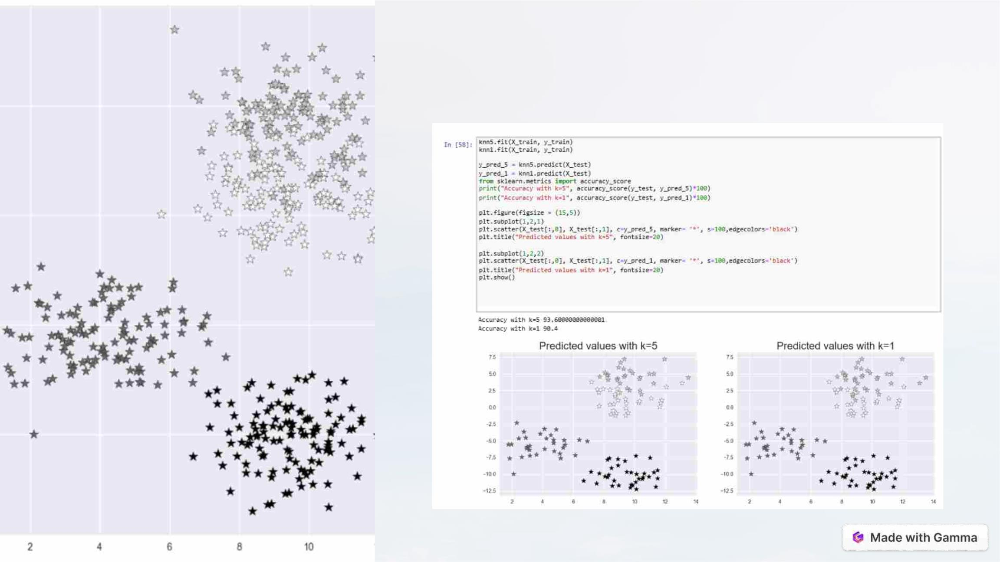 2 4 6 8 10
In [58]:
knn5.fit(X_train, y_train)
knn1.fit(X_train, y_train)
y_pred_5 = knn5.predict(X_test)
y_pred_1 = knn1.predict(X_test)
from sklearn.metrics import accuracy_score
print("Accuracy with k=5", accuracy_score(y_test, y_pred_5)*100)
print("Accuracy with k=1", accuracy_score(y_test, y_pred_1)*100)
plt.figure(figsize = (15,5))
plt.subplot(1,2,1)
plt.scatter(X_test[:,0], X_test[:,1], c=y_pred_5, marker= '*', s=100,edgecolors='black')
plt.title("Predicted values with k=5", fontsize=20)
plt.subplot(1,2,2)
plt.scatter(X_test[:,0], X_test[:,1], c=y_pred_1, marker= '*', s=100,edgecolors='black')
plt.title("Predicted values with k=1", fontsize=20)
plt.show()
Accuracy with k=5 93.60000000000001
Accuracy with k=1 90.4
Predicted values with k=5
7.5
5.0
2.5
0.0
−2.5
−5.0
−7.5
−10.0
−12.5
2 4 6 8 10 12 14
Predicted values with k=1
7.5
5.0
2.5
0.0
−2.5
−5.0
−7.5
−10.0
−12.5
2 4 6 8 10 12 14
Made with Gamma